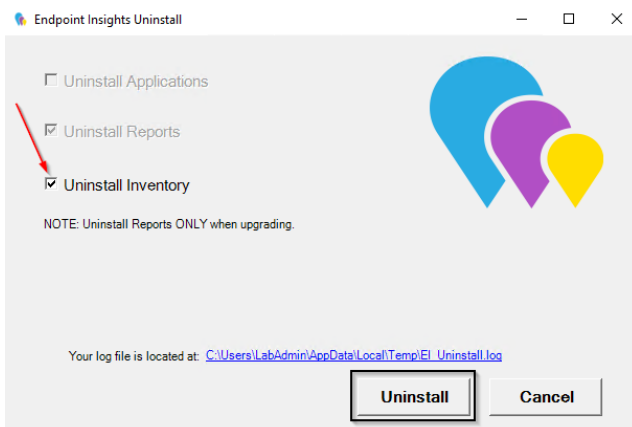 Endpoint Insights Uninstall
Uninstall Applications
Uninstall Reports
Uninstall Inventory
NOTE: Uninstall Reports ONLY when upgrading.
Your log file is located at: C:\Users\LabAdmin\AppData\Local\Temp\EI_Uninstall.log
Uninstall Cancel